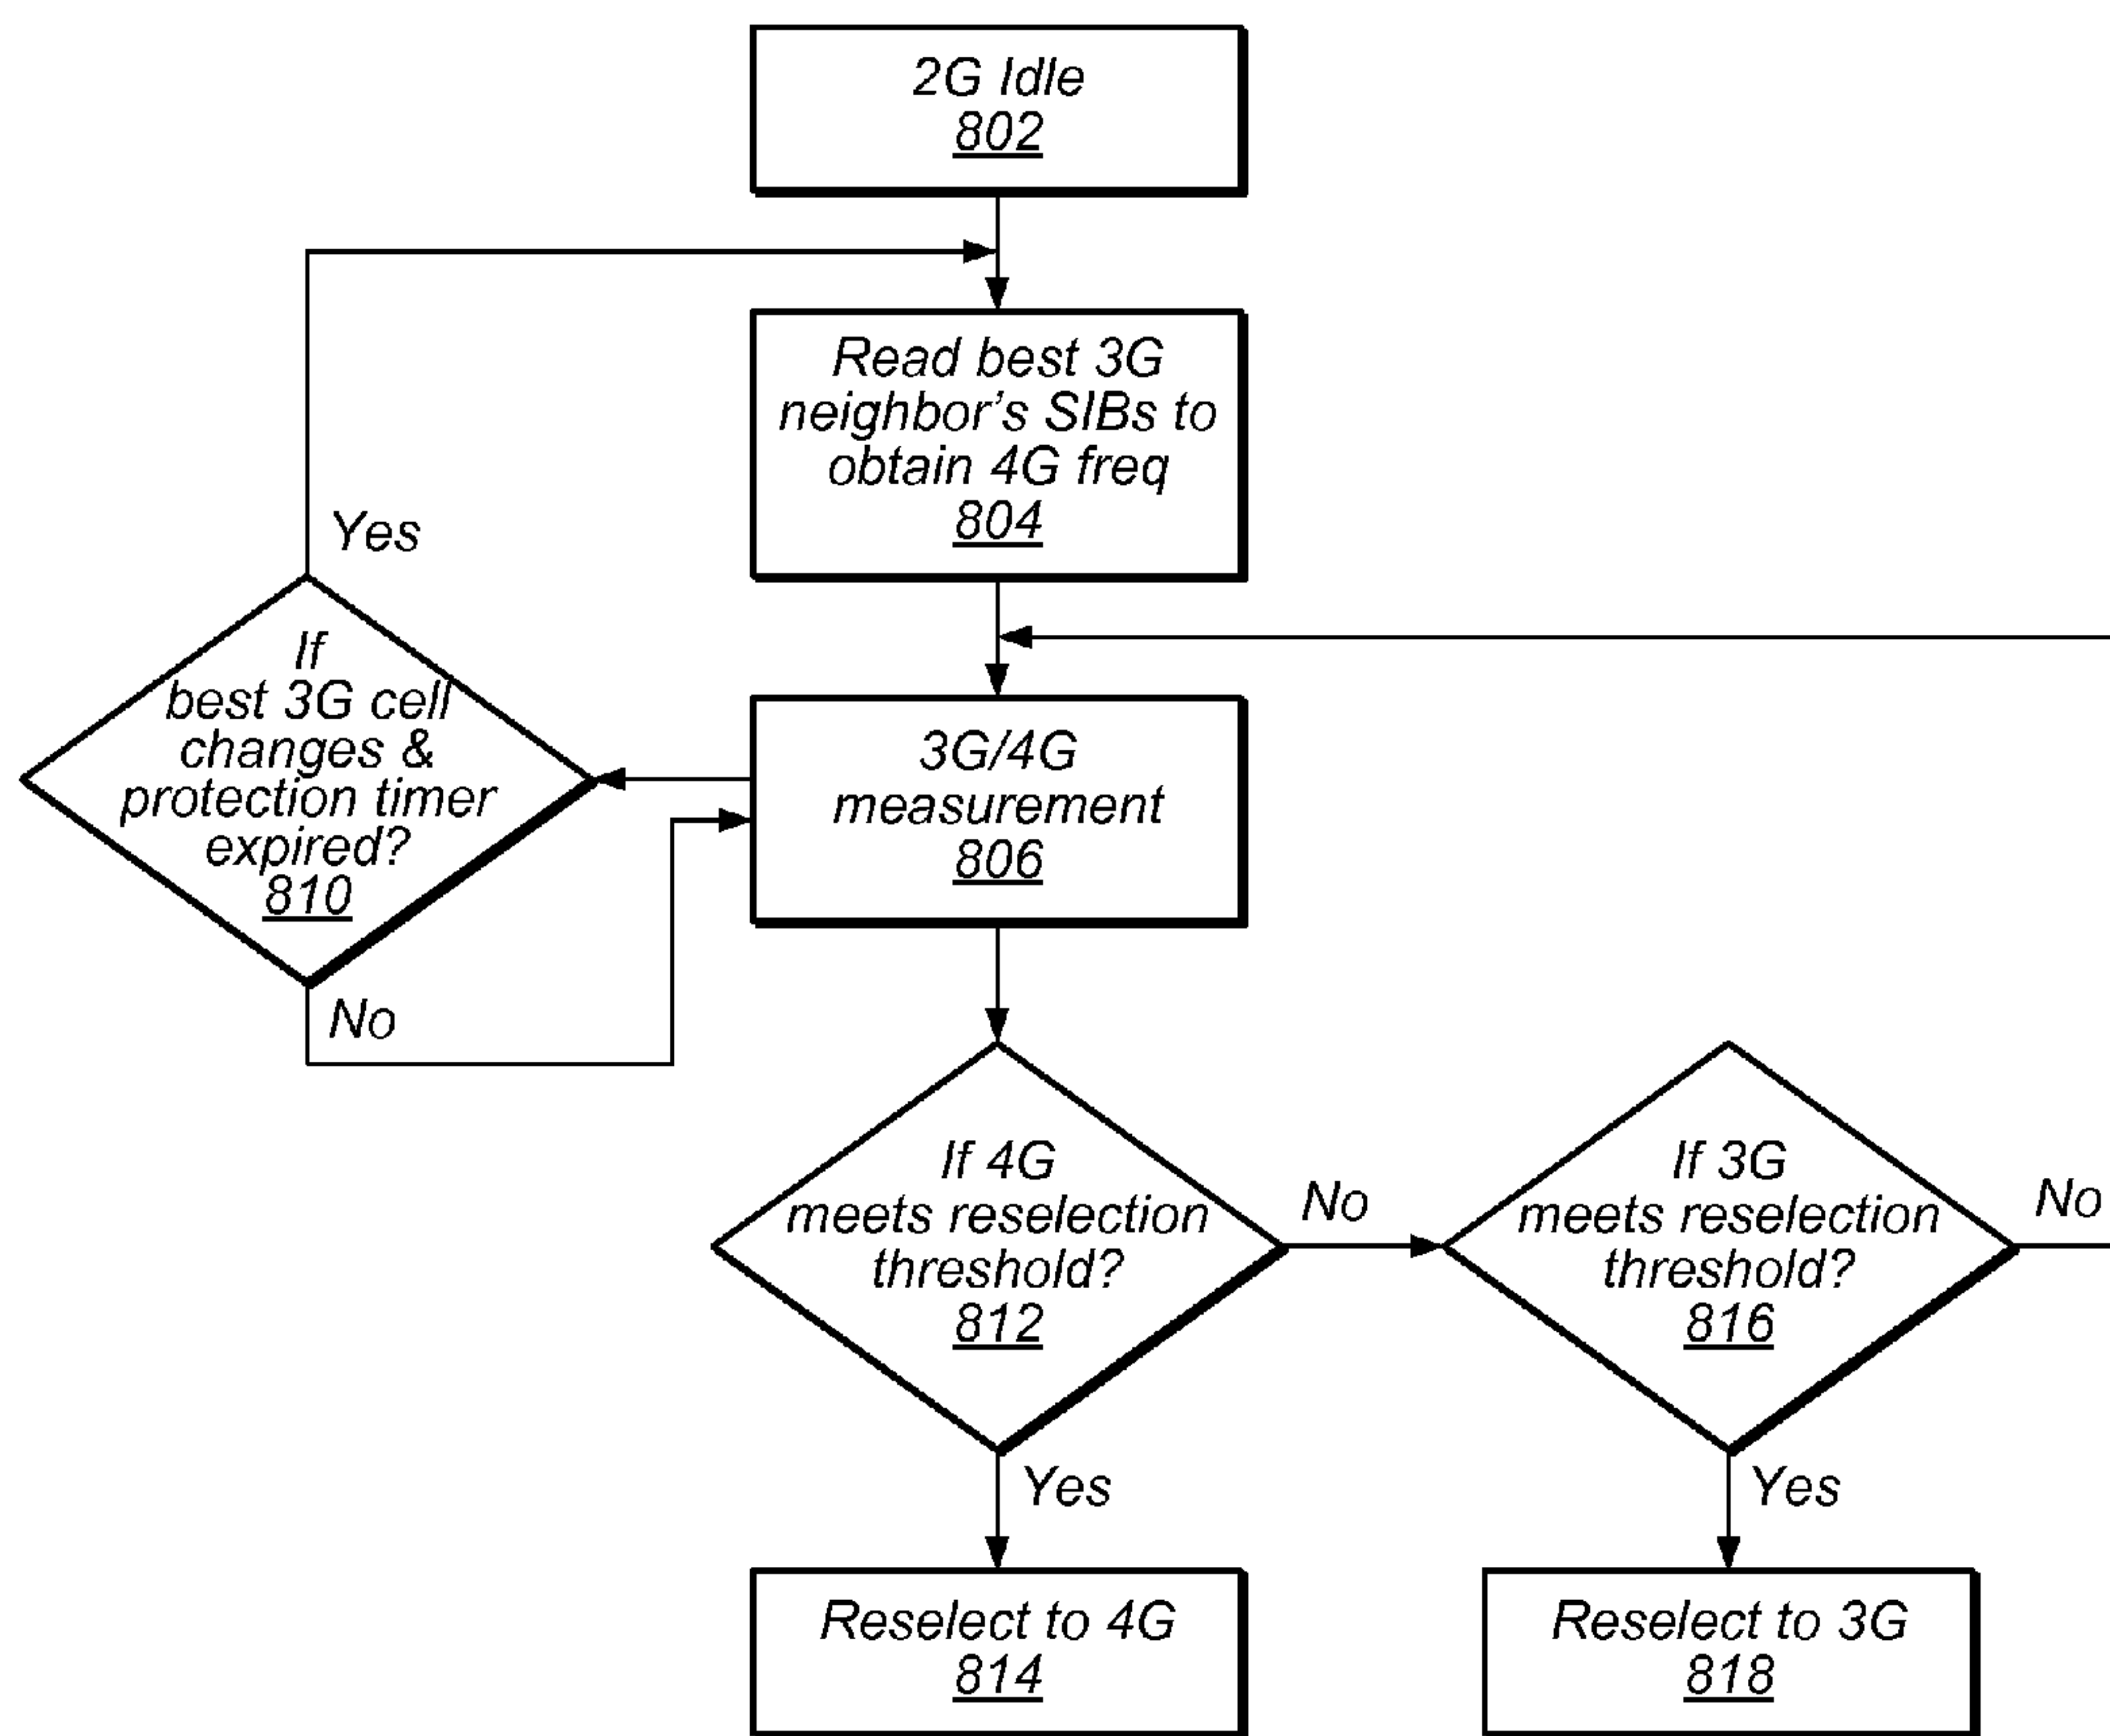 2G Idle
802
Read best 3G
neighbor's SIBs to
obtain 4G freq
804
Yes
If
best 3G cell
changes &
protection timer
expired?
810
No
3G/4G
measurement
806
If 4G
meets reselection
threshold?
812
No
If 3G
meets reselection
threshold?
816
No
Yes
Yes
Reselect to 4G
814
Reselect to 3G
818